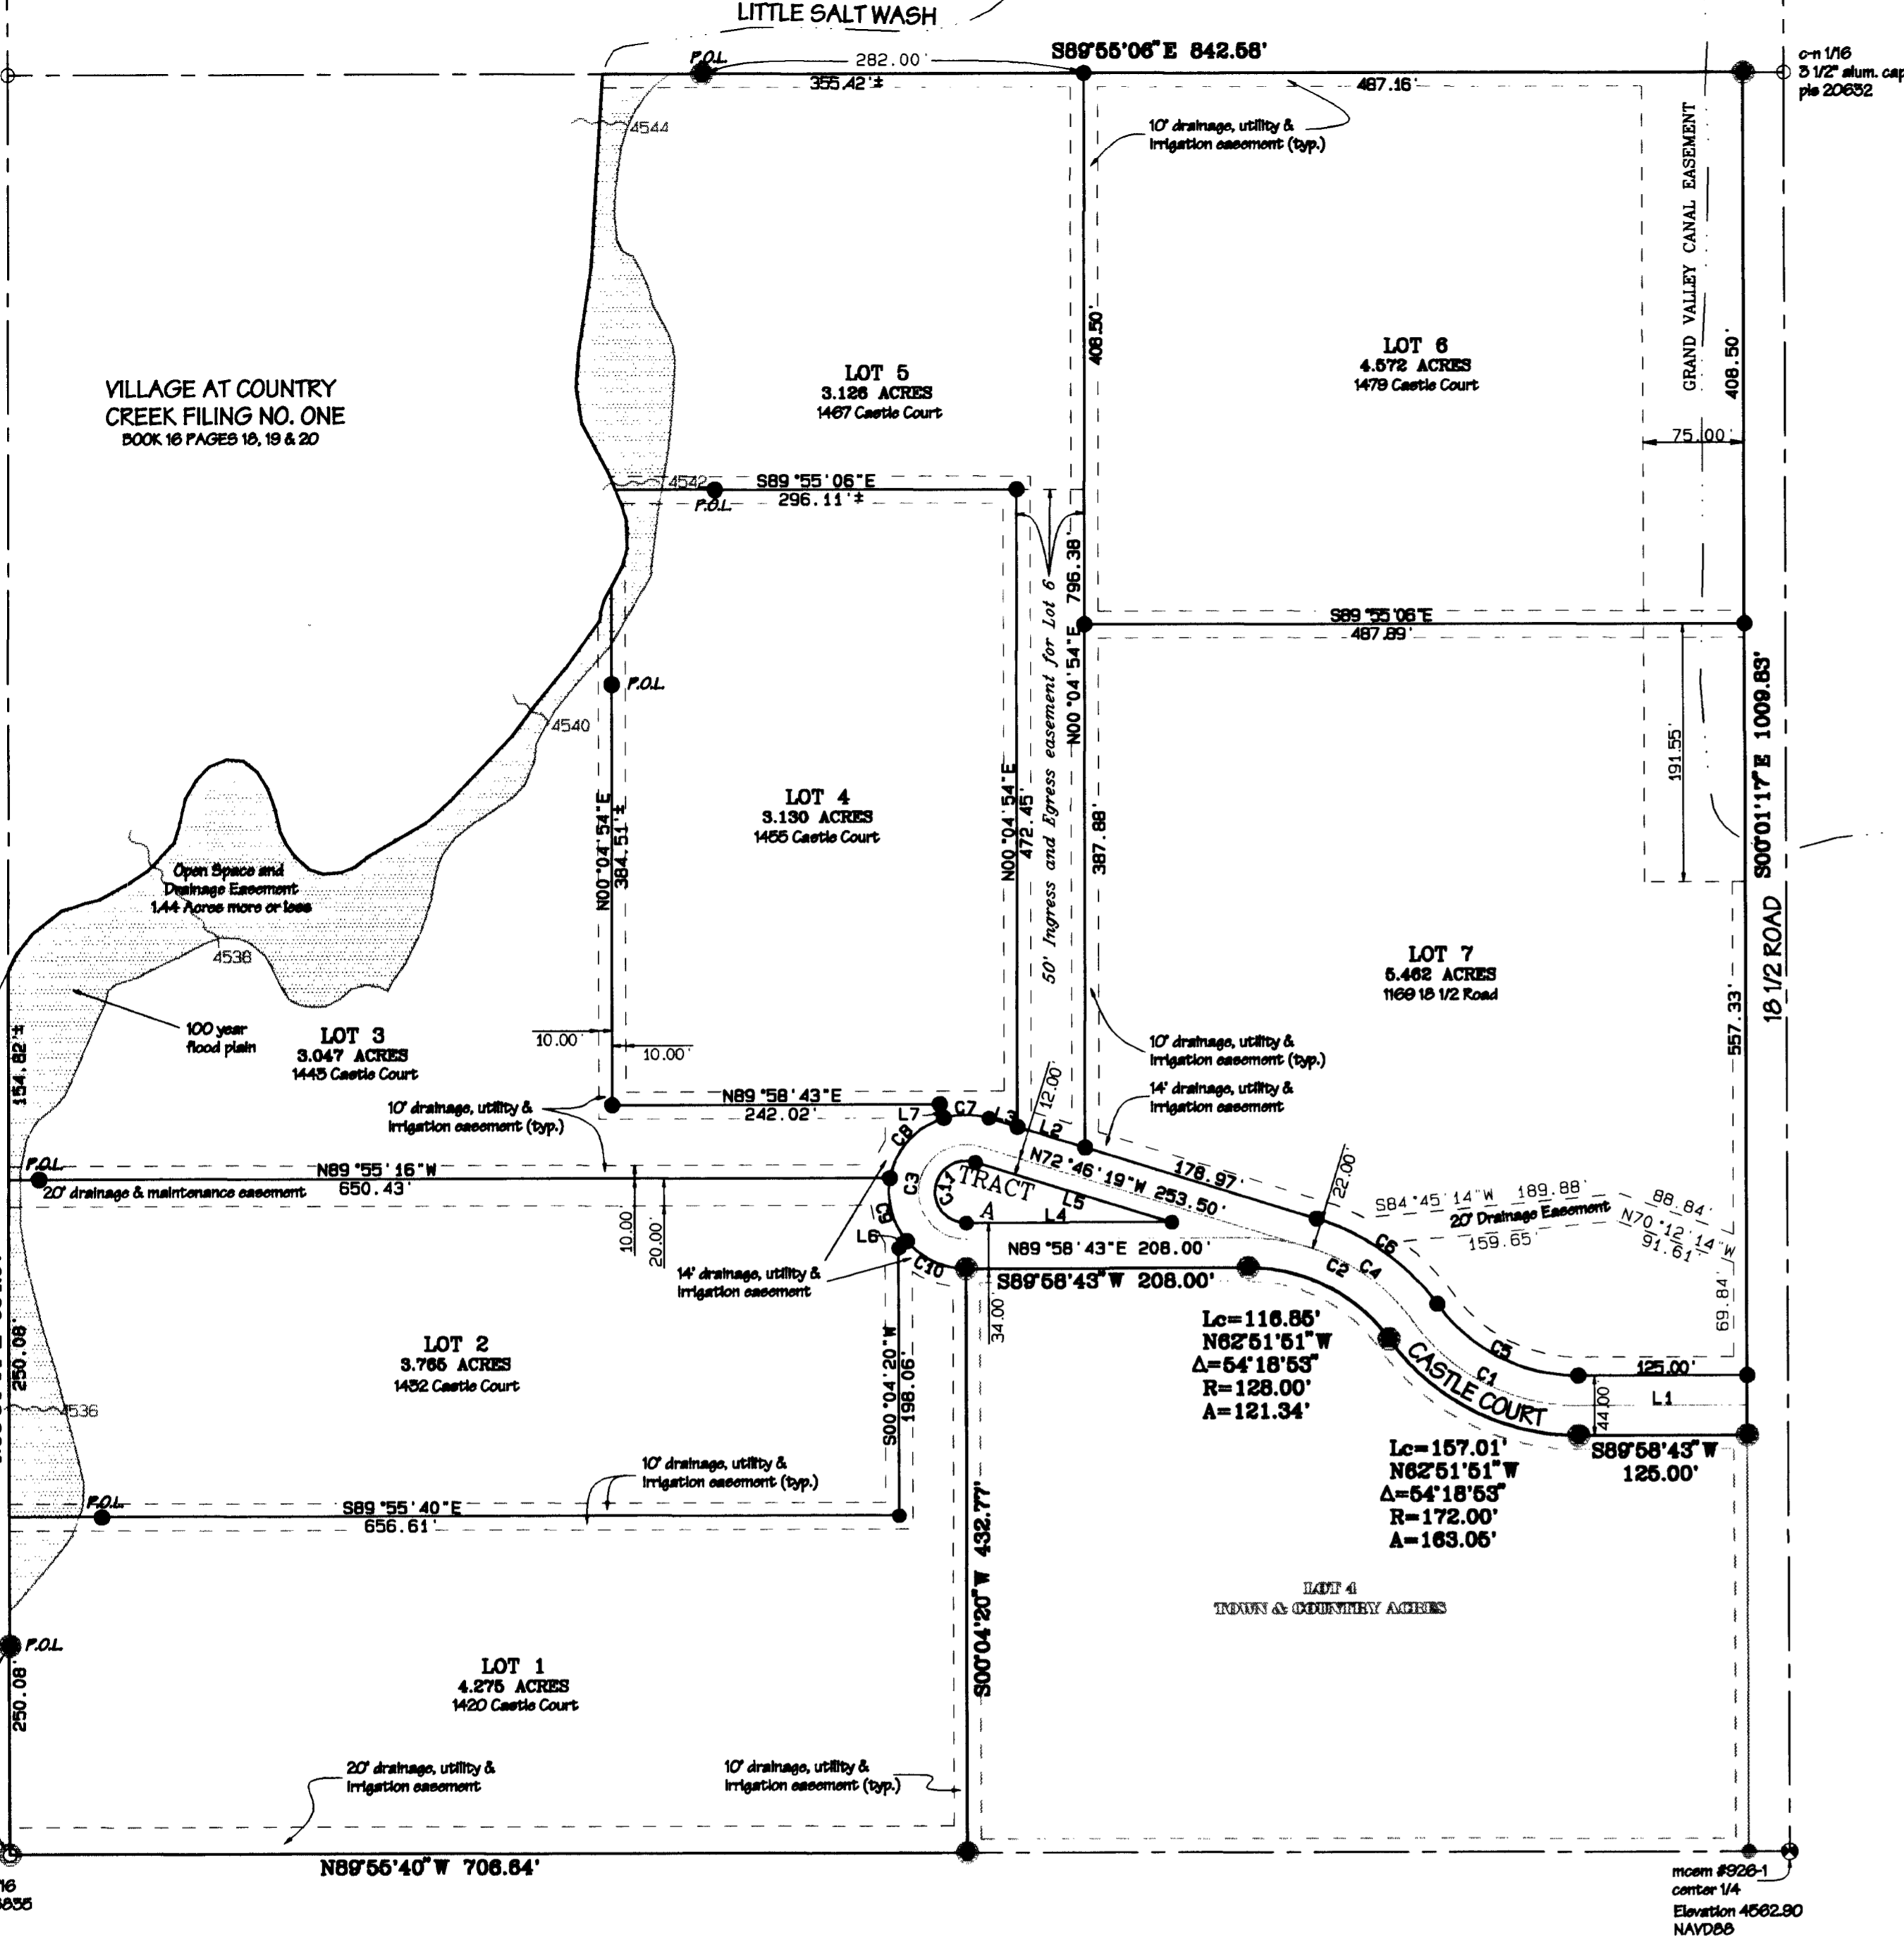 LITTLE SALT WASH
P.O.L.
282.00'
S89°55'06"E 842.58'
355.42'±
487.16'
c-n 1/16
3 1/2" alum. cap
pls 20632
4544
10' drainage, utility &
irrigation easement (typ.)
GRAND VALLEY CANAL EASEMENT
408.50'
408.50'
LOT 6
4.572 ACRES
1479 Castle Court
LOT 5
3.126 ACRES
1467 Castle Court
VILLAGE AT COUNTRY
CREEK FILING NO. ONE
BOOK 16 PAGES 18, 19 & 20
75.00'
4542
S89°55'06"E
P.O.L.
296.11'±
50' Ingress and Egress easement for Lot 6
N00°04'54"E 796.38'
S89°55'06"E
487.89'
P.O.L.
4540
191.55'
S00°01'17"E 1009.83'
18 1/2 ROAD
N00°04'54"E
384.51'±
LOT 4
3.130 ACRES
1455 Castle Court
N00°04'54"E
472.45'
387.88'
Open Space and
Drainage Easement
1.44 Acres more or less
4538
LOT 7
5.462 ACRES
1169 18 1/2 Road
557.33'
100 year
flood plain
154.82'±
LOT 3
3.047 ACRES
1443 Castle Court
10.00'
10.00'
10' drainage, utility &
irrigation easement (typ.)
14' drainage, utility &
irrigation easement
12.00'
10' drainage, utility &
irrigation easement (typ.)
N89°58'43"E
242.02'
L7
C7
L3
L2
C8
P.O.L.
N89°55'16"W
650.43'
20' drainage & maintenance easement
C3
C11
TRACT
A
N72°46'19"W 253.50'
178.97'
L5
L4
22.00'
S84°45'14"W 189.88'
20' Drainage Easement
159.65'
88.84'
N70°12'14"W
91.61'
10.00'
20.00'
C9
L6
C10
N89°58'43"E 208.00'
S89°58'43"W 208.00'
C6
C2
C4
69.84'
14' drainage, utility &
irrigation easement
34.00'
Lc=116.85'
N62°51'51"W
Δ=54°18'53"
R=128.00'
A=121.34'
C5
C1
CASTLE COURT
125.00'
L1
44.00'
S89°58'43"W
125.00'
250.08'
LOT 2
3.765 ACRES
1432 Castle Court
S00°04'20"W
198.06'
4536
Lc=157.01'
N62°51'51"W
Δ=54°18'53"
R=172.00'
A=163.05'
10' drainage, utility &
irrigation easement (typ.)
P.O.L.
S89°55'40"E
656.61'
S00°04'20"W 432.77'
LOT 4
TOWN & COUNTRY ACRES
P.O.L.
250.08'
LOT 1
4.275 ACRES
1420 Castle Court
20' drainage, utility &
irrigation easement
10' drainage, utility &
irrigation easement (typ.)
N89°55'40"W 706.64'
mcsm #926-1
center 1/4
Elevation 4562.90
NAVD88